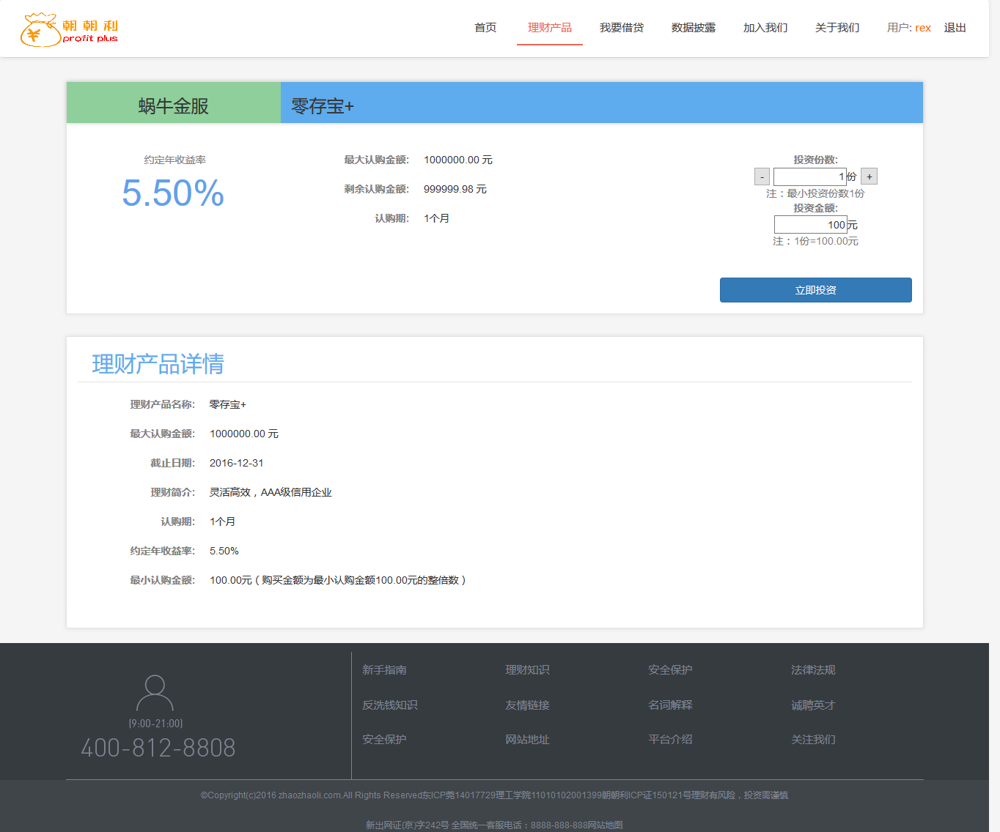 朝朝利
profit plus
首页 理财产品 我要借贷 数据披露 加入我们 关于我们 用户: rex 退出
蜗牛金服 零存宝+
约定年收益率
5.50%
最大认购金额: 1000000.00 元
剩余认购金额: 999999.98 元
认购期: 1个月
投资份数:
- 1份 +
注：最小投资份数1份
投资金额:
100元
注：1份=100.00元
立即投资
理财产品详情
理财产品名称: 零存宝+
最大认购金额: 1000000.00 元
截止日期: 2016-12-31
理财简介: 灵活高效，AAA级信用企业
认购期: 1个月
约定年收益率: 5.50%
最小认购金额: 100.00元（购买金额为最小认购金额100.00元的整倍数）
(9:00-21:00)
400-812-8808
新手指南 理财知识 安全保护 法律法规
反洗钱知识 友情链接 名词解释 诚聘英才
安全保护 网站地址 平台介绍 关注我们
©Copyright(c)2016 zhaozhaoli.com.All Rights Reserved东ICP莞14017729理工学院11010102001399朝朝利ICP证150121号理财有风险，投资需谨慎
新出网证(京)字242号 全国统一客服电话：8888-888-888网站地图